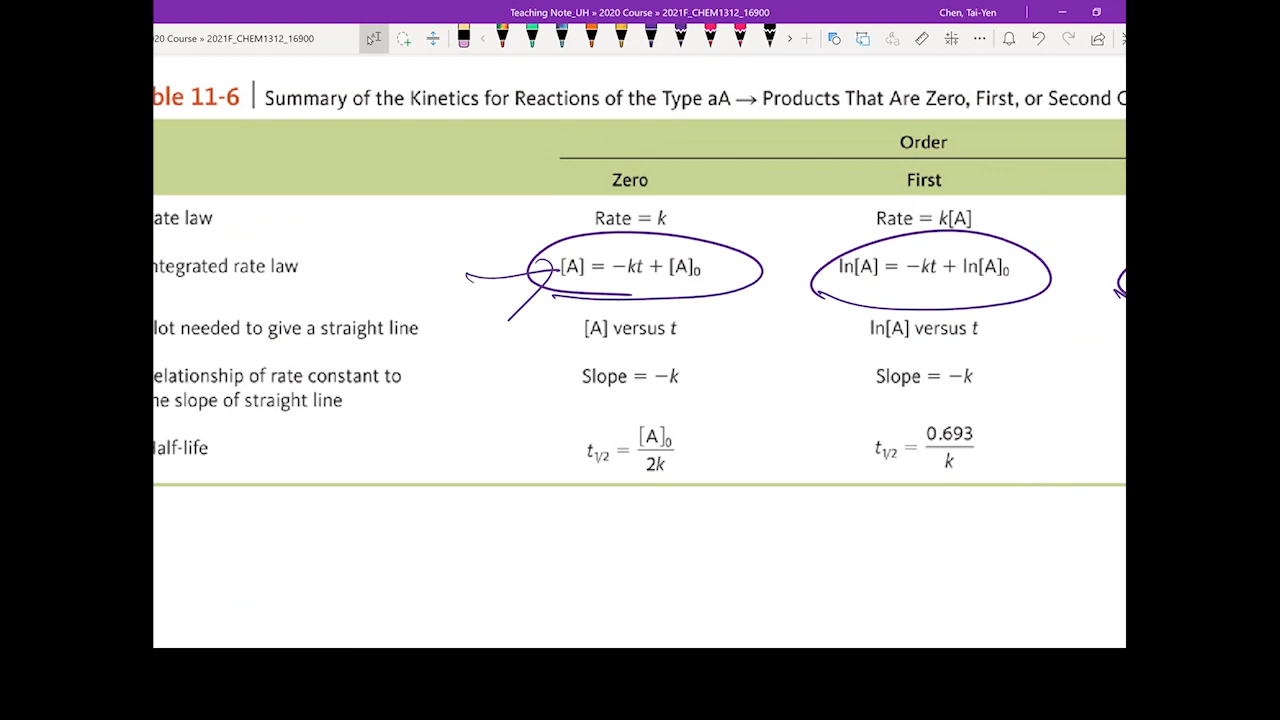 Teaching Note_UH » 2020 Course » 2021F_CHEM1312_16900
Chen, Tai-Yen
20 Course » 2021F_CHEM1312_16900
ble 11-6 | Summary of the Kinetics for Reactions of the Type aA → Products That Are Zero, First, or Second O
Order
Zero First
ate law Rate = k Rate = k[A]
ntegrated rate law [A] = −kt + [A]₀ ln[A] = −kt + ln[A]₀
lot needed to give a straight line [A] versus t ln[A] versus t
elationship of rate constant to Slope = −k Slope = −k
he slope of straight line
Half-life t1/2 = [A]₀ / 2k t1/2 = 0.693 / k